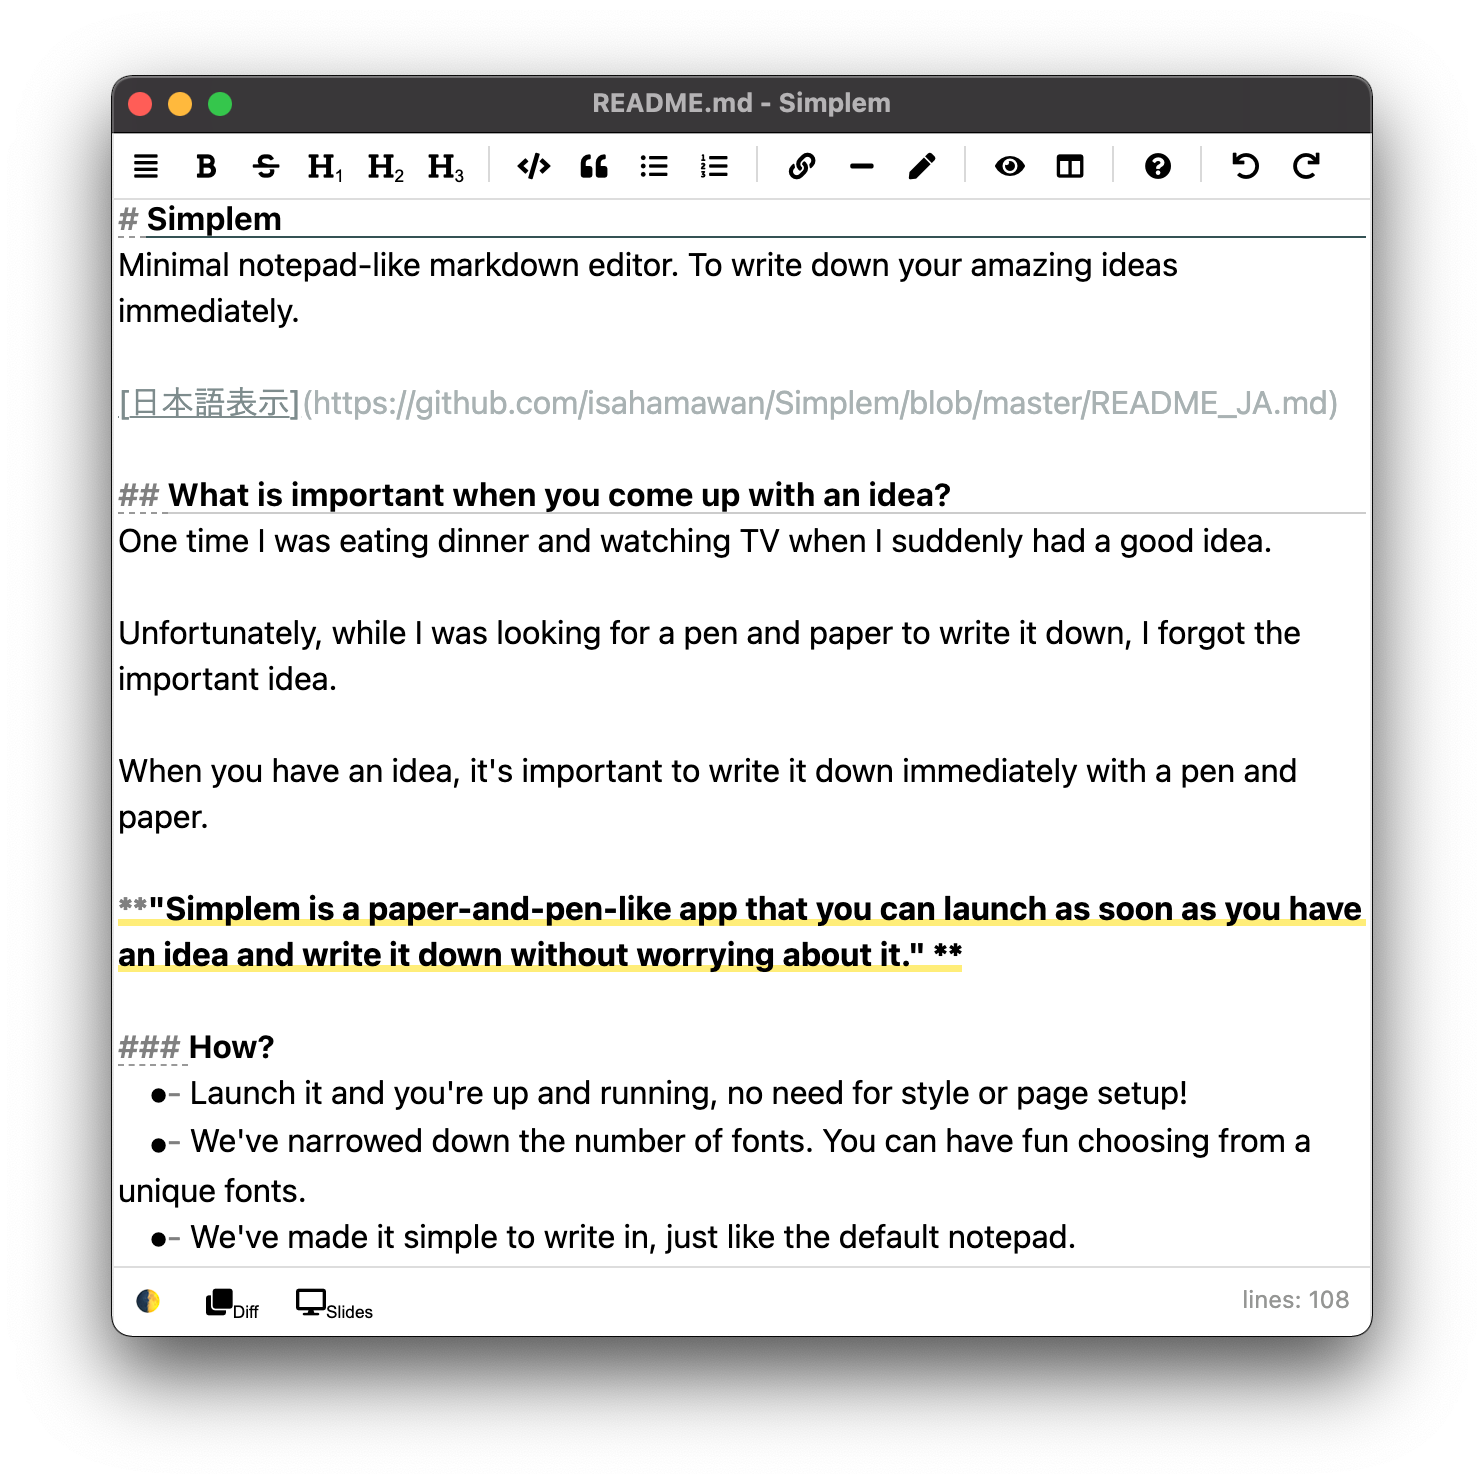 README.md - Simplem
B S H1 H2 H3
# Simplem
Minimal notepad-like markdown editor. To write down your amazing ideas
immediately.
[日本語表示](https://github.com/isahamawan/Simplem/blob/master/README_JA.md)
## What is important when you come up with an idea?
One time I was eating dinner and watching TV when I suddenly had a good idea.
Unfortunately, while I was looking for a pen and paper to write it down, I forgot the
important idea.
When you have an idea, it's important to write it down immediately with a pen and
paper.
**"Simplem is a paper-and-pen-like app that you can launch as soon as you have
an idea and write it down without worrying about it." **
### How?
●- Launch it and you're up and running, no need for style or page setup!
●- We've narrowed down the number of fonts. You can have fun choosing from a
unique fonts.
●- We've made it simple to write in, just like the default notepad.
Diff Slides lines: 108